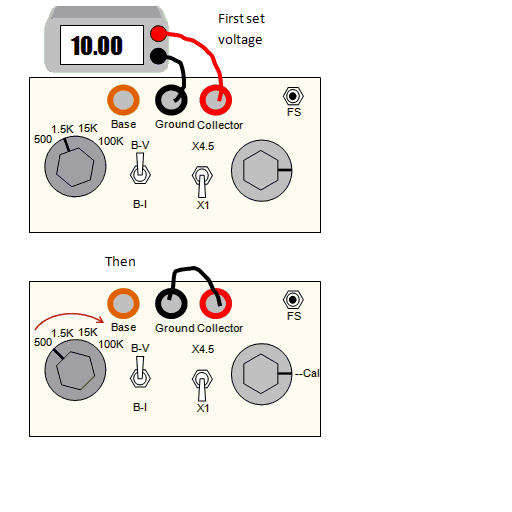 First set
voltage
10.00
Base
Ground
Collector
FS
500
1.5K
15K
100K
B-V
B-I
X4.5
X1
Then
Base
Ground
Collector
FS
500
1.5K
15K
100K
B-V
B-I
X4.5
X1
--Cal